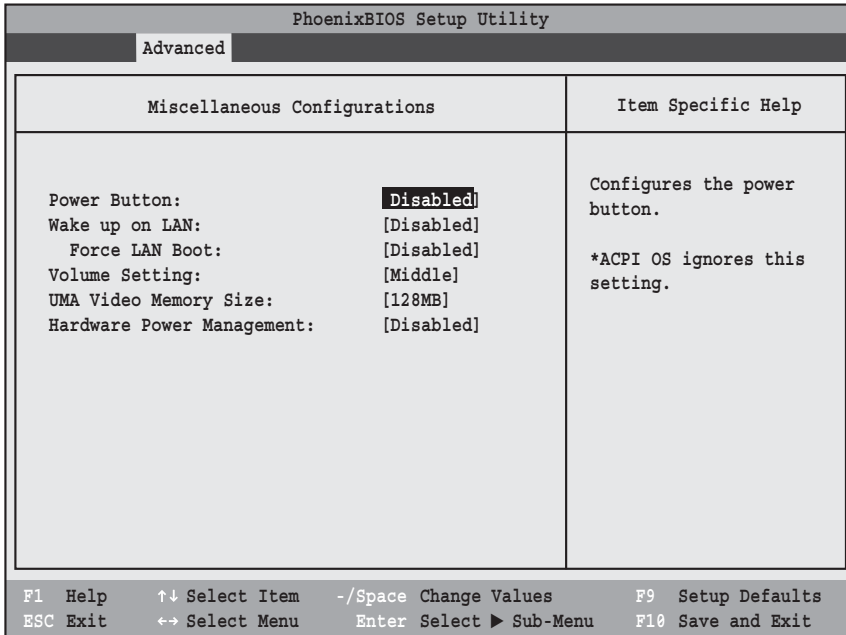 PhoenixBIOS Setup Utility
Advanced
Miscellaneous Configurations
Item Specific Help
Power Button: Disabled]
Wake up on LAN: [Disabled]
Force LAN Boot: [Disabled]
Volume Setting: [Middle]
UMA Video Memory Size: [128MB]
Hardware Power Management: [Disabled]
Configures the power
button.
*ACPI OS ignores this
setting.
F1 Help ↑↓ Select Item -/Space Change Values F9 Setup Defaults
ESC Exit ←→ Select Menu Enter Select ▶ Sub-Menu F10 Save and Exit